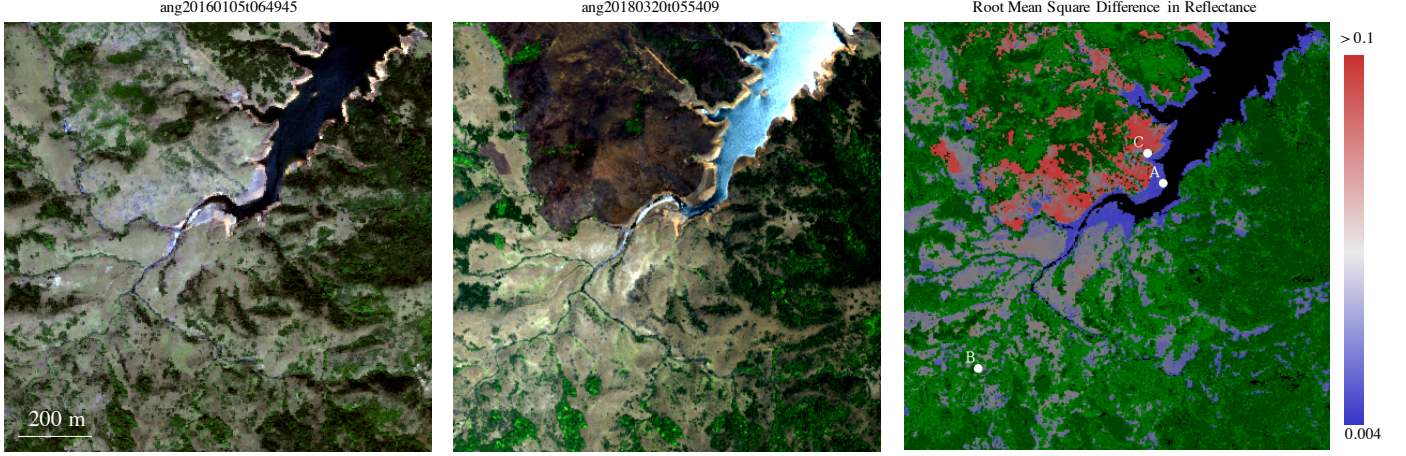 ang20160105t064945
ang20180320t055409
Root Mean Square Difference in Reflectance
> 0.1
C
A
B
200 m
0.004